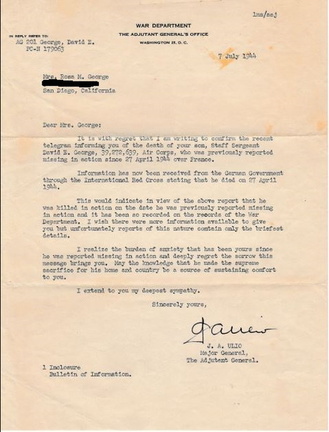 1ms/sej
WAR DEPARTMENT
THE ADJUTANT GENERAL'S OFFICE
WASHINGTON 25, D. C.
IN REPLY REFER TO:
AG 201 George, David E.
PC-N 179063
7 July 1944
Mrs. Rosa M. George
San Diego, California
Dear Mrs. George:
It is with regret that I am writing to confirm the recent
telegram informing you of the death of your son, Staff Sergeant
David E. George, 39,272,639, Air Corps, who was previously reported
missing in action since 27 April 1944 over France.
Information has now been received from the German Government
through the International Red Cross stating that he died on 27 April
1944.
This would indicate in view of the above report that he
was killed in action on the date he was previously reported missing
in action and it has been so recorded on the records of the War
Department. I wish there were more information available to give
you but unfortunately reports of this nature contain only the briefest
details.
I realize the burden of anxiety that has been yours since
he was reported missing in action and deeply regret the sorrow this
message brings you. May the knowledge that he made the supreme
sacrifice for his home and country be a source of sustaining comfort
to you.
I extend to you my deepest sympathy.
Sincerely yours,
J. A. ULIO
Major General,
The Adjutant General.
1 Inclosure
Bulletin of Information.